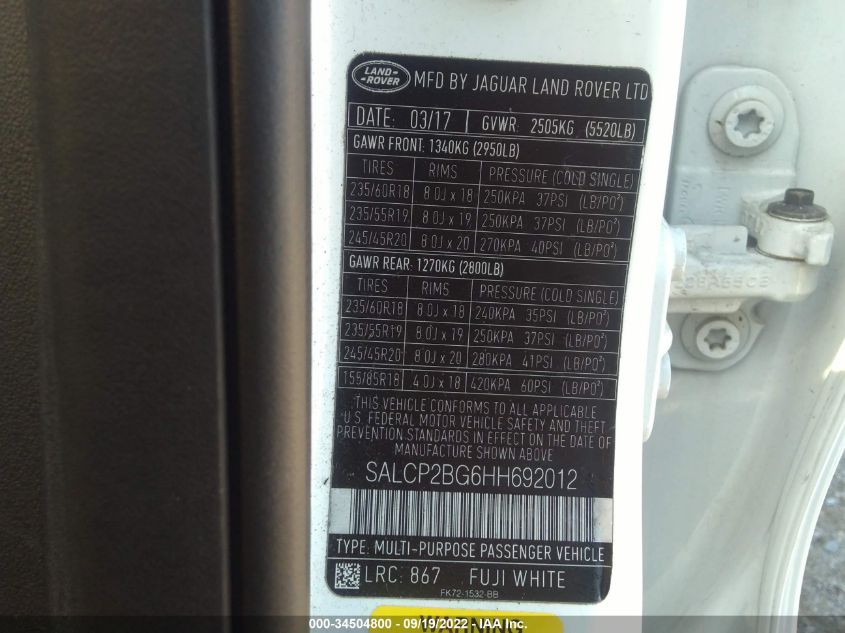 LAND-
ROVER
MFD BY JAGUAR LAND ROVER LTD
DATE: 03/17 GVWR: 2505KG (5520LB)
GAWR FRONT: 1340KG (2950LB)
TIRES RIMS PRESSURE (COLD SINGLE)
235/60R18 8.0J x 18 250KPA 37PSI (LB/PO²)
235/55R19 8.0J x 19 250KPA 37PSI (LB/PO²)
245/45R20 8.0J x 20 270KPA 40PSI (LB/PO²)
GAWR REAR: 1270KG (2800LB)
TIRES RIMS PRESSURE (COLD SINGLE)
235/60R18 8.0J x 18 240KPA 35PSI (LB/PO²)
235/55R19 8.0J x 19 250KPA 37PSI (LB/PO²)
245/45R20 8.0J x 20 280KPA 41PSI (LB/PO²)
155/85R18 4.0J x 18 420KPA 60PSI (LB/PO²)
THIS VEHICLE CONFORMS TO ALL APPLICABLE
U.S. FEDERAL MOTOR VEHICLE SAFETY AND THEFT
PREVENTION STANDARDS IN EFFECT ON THE DATE OF
MANUFACTURE SHOWN ABOVE
SALCP2BG6HH692012
TYPE: MULTI-PURPOSE PASSENGER VEHICLE
LRC: 867 FUJI WHITE
FK72-1532-BB
WARNING
000-34504800 - 09/19/2022 - IAA Inc.